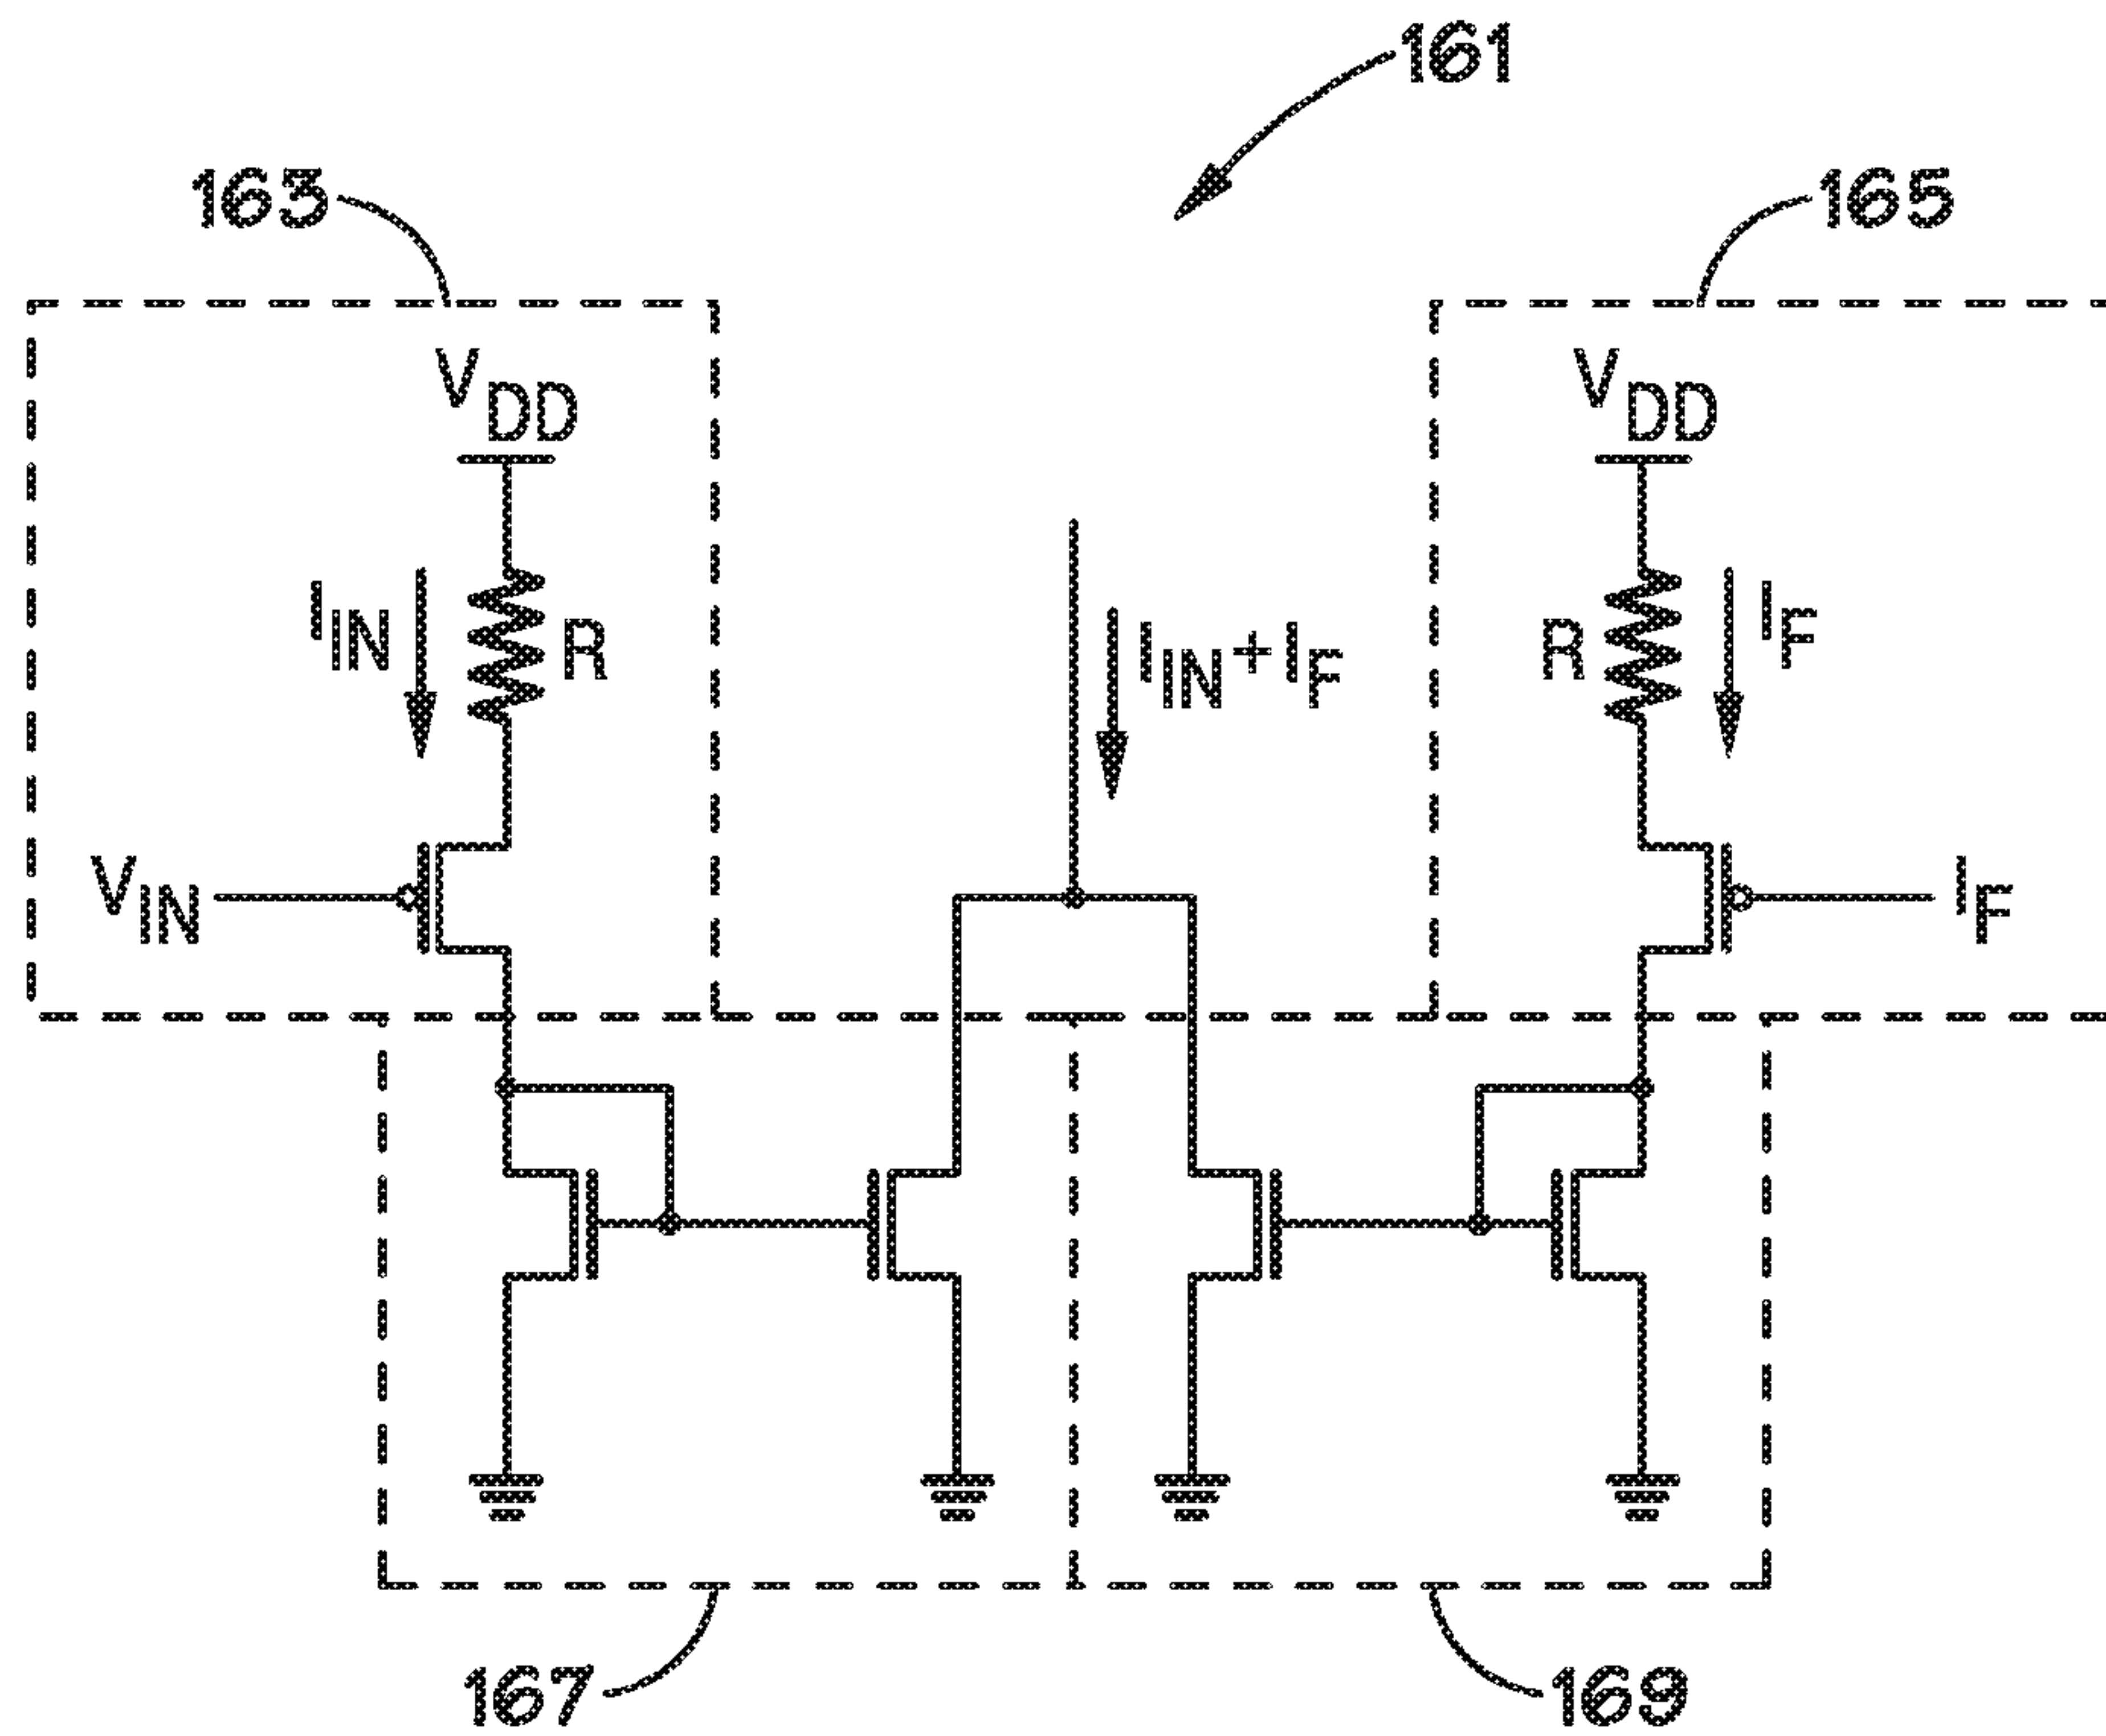 161
163
165
VDD
VDD
IIN
R
IIN+IF
R
IF
VIN
IF
167
169